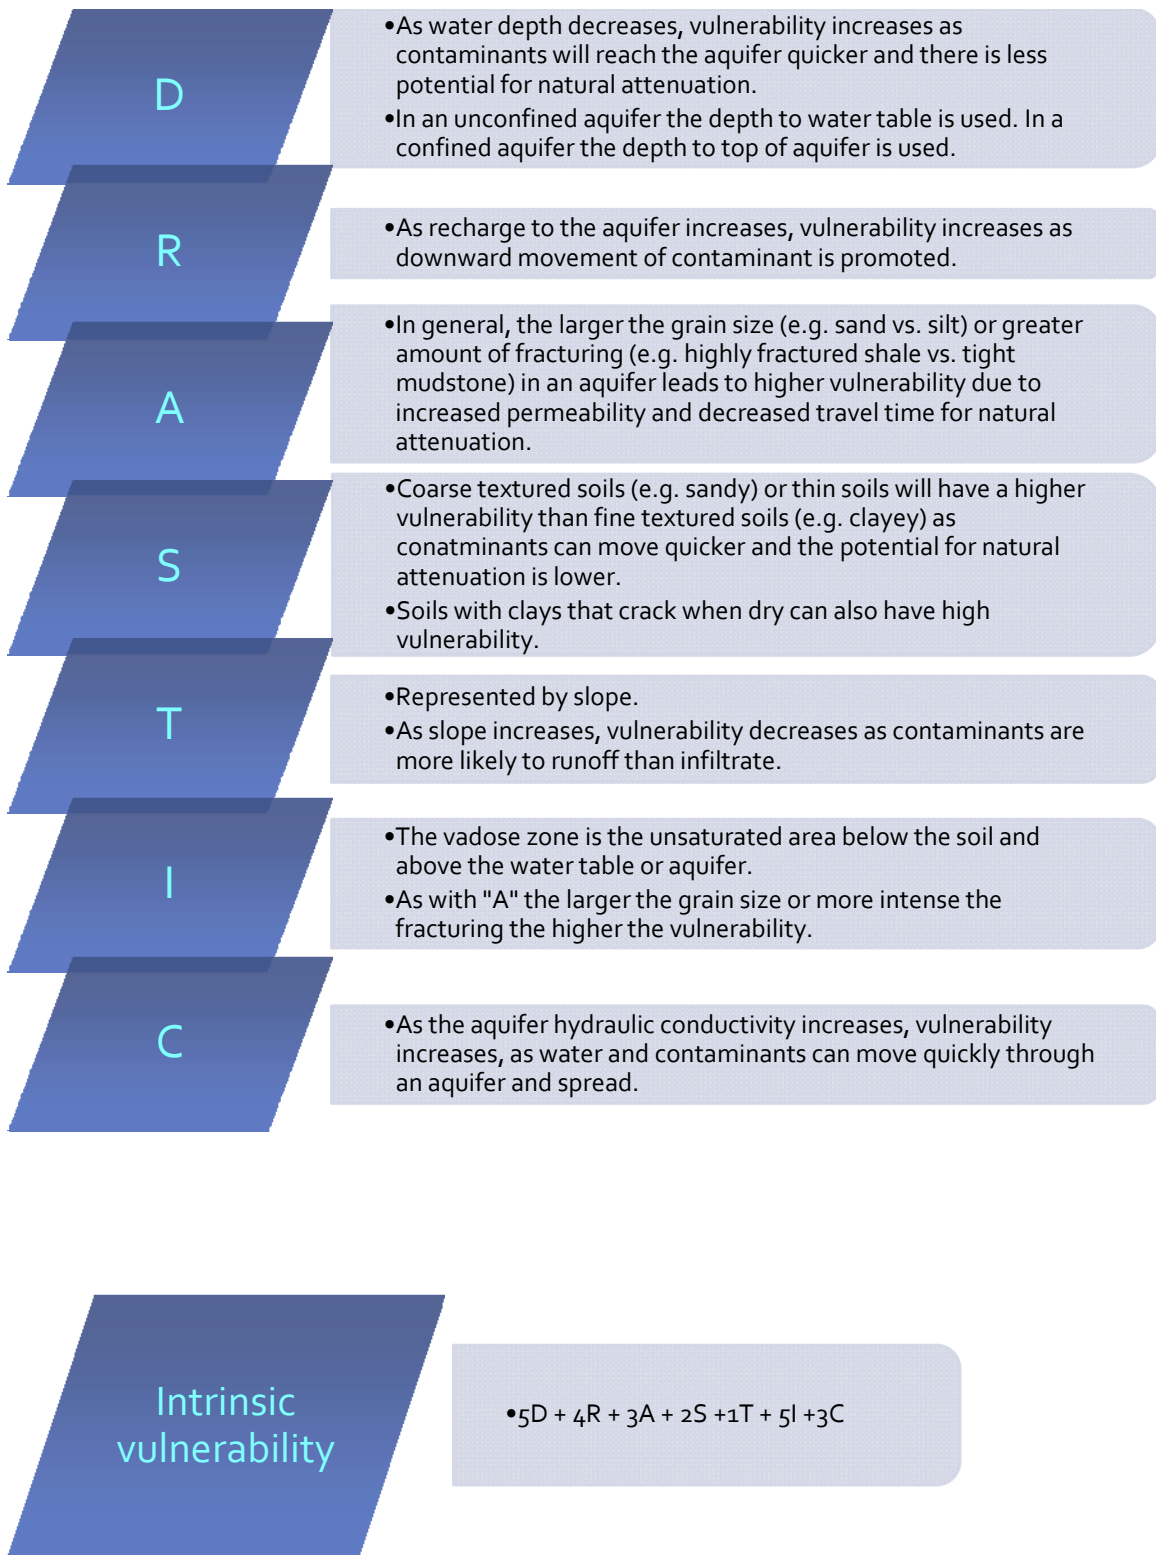 D
•As water depth decreases, vulnerability increases as
contaminants will reach the aquifer quicker and there is less
potential for natural attenuation.
•In an unconfined aquifer the depth to water table is used. In a
confined aquifer the depth to top of aquifer is used.
R
•As recharge to the aquifer increases, vulnerability increases as
downward movement of contaminant is promoted.
A
•In general, the larger the grain size (e.g. sand vs. silt) or greater
amount of fracturing (e.g. highly fractured shale vs. tight
mudstone) in an aquifer leads to higher vulnerability due to
increased permeability and decreased travel time for natural
attenuation.
S
•Coarse textured soils (e.g. sandy) or thin soils will have a higher
vulnerability than fine textured soils (e.g. clayey) as
conatminants can move quicker and the potential for natural
attenuation is lower.
•Soils with clays that crack when dry can also have high
vulnerability.
T
•Represented by slope.
•As slope increases, vulnerability decreases as contaminants are
more likely to runoff than infiltrate.
I
•The vadose zone is the unsaturated area below the soil and
above the water table or aquifer.
•As with "A" the larger the grain size or more intense the
fracturing the higher the vulnerability.
C
•As the aquifer hydraulic conductivity increases, vulnerability
increases, as water and contaminants can move quickly through
an aquifer and spread.
Intrinsic
vulnerability
•5D + 4R + 3A + 2S +1T + 5I +3C